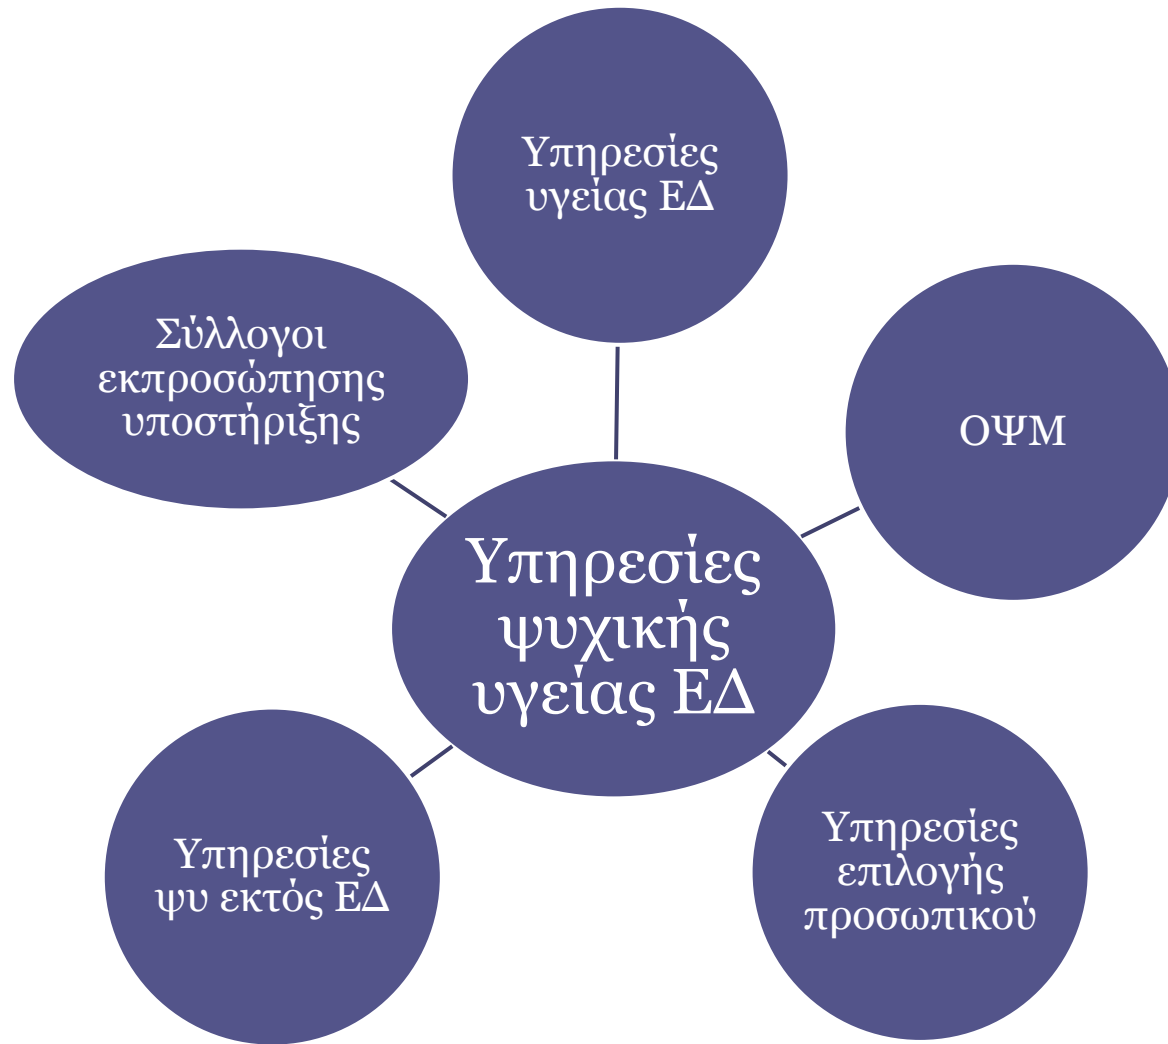 Υπηρεσίες
υγείας ΕΔ
Σύλλογοι
εκπροσώπησης
υποστήριξης
ΟΨΜ
Υπηρεσίες
ψυχικής
υγείας ΕΔ
Υπηρεσίες
ψυ εκτός ΕΔ
Υπηρεσίες
επιλογής
προσωπικού